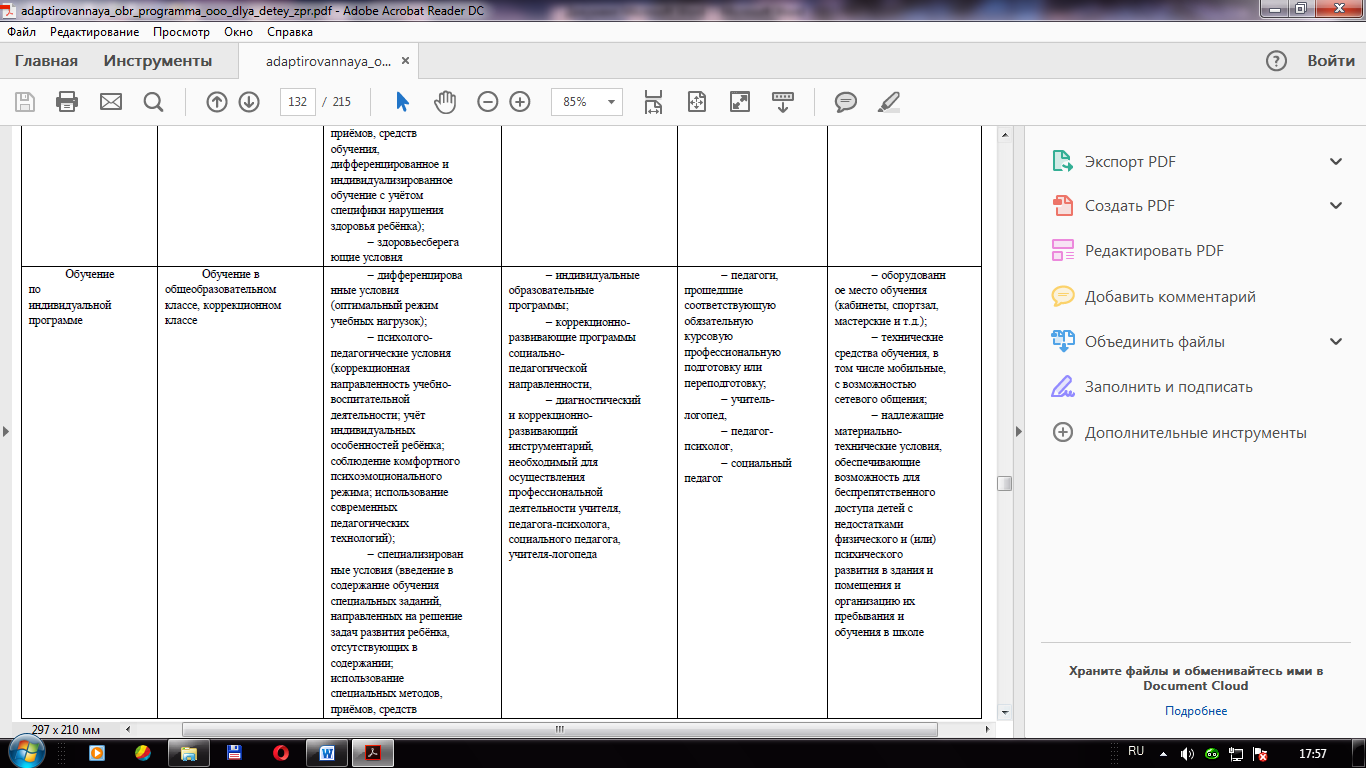 adaptirovannaya_obr_programma_ooo_dlya_detey_zpr.pdf - Adobe Acrobat Reader DC
Файл Редактирование Просмотр Окно Справка
Главная Инструменты adaptirovannaya_o... × Войти
132 / 215 85%
приёмов, средств
обучения,
дифференцированное и
индивидуализированное
обучение с учётом
специфики нарушения
здоровья ребёнка);
– здоровьесберега
ющие условия
Обучение
по
индивидуальной
программе
Обучение в
общеобразовательном
классе, коррекционном
классе
– дифференцирова
нные условия
(оптимальный режим
учебных нагрузок);
– психолого-
педагогические условия
(коррекционная
направленность учебно-
воспитательной
деятельности; учёт
индивидуальных
особенностей ребёнка;
соблюдение комфортного
психоэмоционального
режима; использование
современных
педагогических
технологий);
– специализирован
ные условия (введение в
содержание обучения
специальных заданий,
направленных на решение
задач развития ребёнка,
отсутствующих в
содержании;
использование
специальных методов,
приёмов, средств
– индивидуальные
образовательные
программы;
– коррекционно-
развивающие программы
социально-
педагогической
направленности,
– диагностический
и коррекционно-
развивающий
инструментарий,
необходимый для
осуществления
профессиональной
деятельности учителя,
педагога-психолога,
социального педагога,
учителя-логопеда
– педагоги,
прошедшие
соответствующую
обязательную
курсовую
профессиональную
подготовку или
переподготовку;
– учитель-
логопед,
– педагог-
психолог,
– социальный
педагог
– оборудованн
ое место обучения
(кабинеты, спортзал,
мастерские и т.д.);
– технические
средства обучения, в
том числе мобильные,
с возможностью
сетевого общения;
– надлежащие
материально-
технические условия,
обеспечивающие
возможность для
беспрепятственного
доступа детей с
недостатками
физического и (или)
психического
развития в здания и
помещения и
организацию их
пребывания и
обучения в школе
Экспорт PDF
Создать PDF
Редактировать PDF
Добавить комментарий
Объединить файлы
Заполнить и подписать
Дополнительные инструменты
Храните файлы и обменивайтесь ими в
Document Cloud
Подробнее
297 x 210 мм
RU 17:57